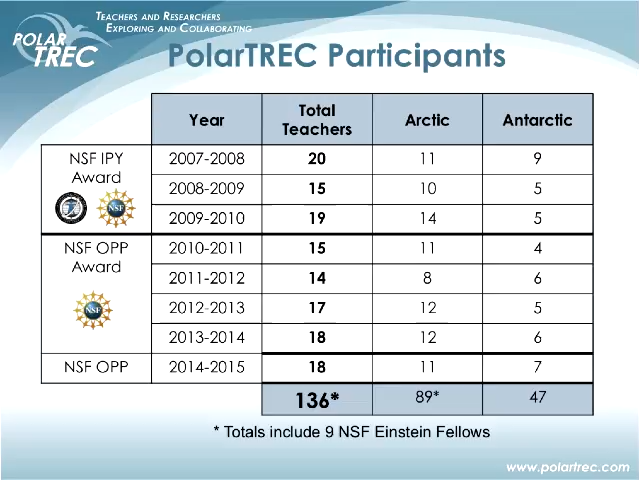 TEACHERS AND RESEARCHERS
EXPLORING AND COLLABORATING
POLAR
TREC
PolarTREC Participants
Year Total Teachers Arctic Antarctic
NSF IPY Award 2007-2008 20 11 9
2008-2009 15 10 5
NSF
2009-2010 19 14 5
NSF OPP Award 2010-2011 15 11 4
2011-2012 14 8 6
NSF
2012-2013 17 12 5
2013-2014 18 12 6
NSF OPP 2014-2015 18 11 7
136* 89* 47
* Totals include 9 NSF Einstein Fellows
www.polartrec.com